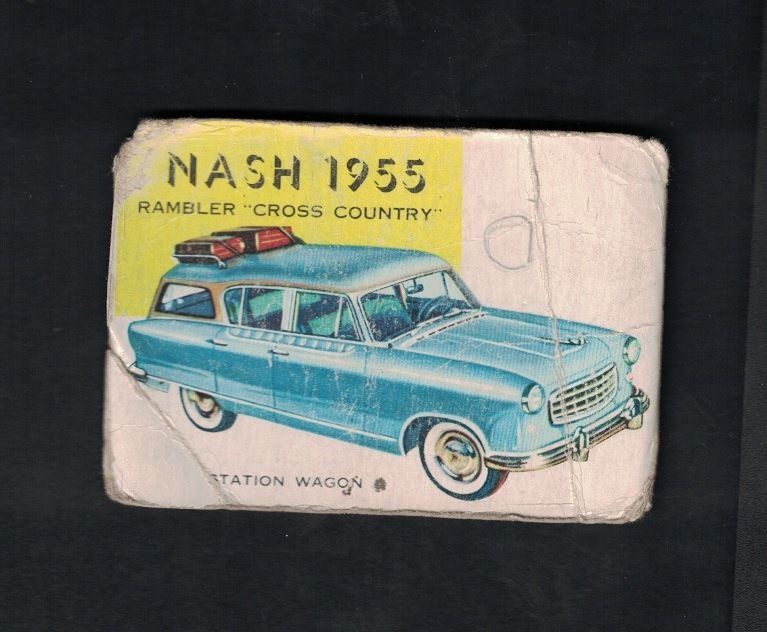 NASH 1955
RAMBLER "CROSS COUNTRY"
STATION WAGON